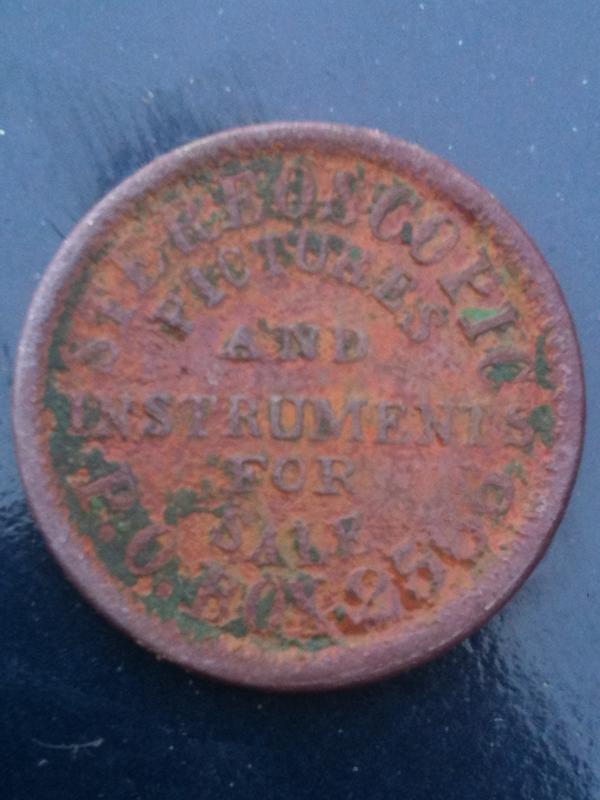 STEREOSCOPIC
PICTURES
AND
INSTRUMENTS
FOR
SALE
P.O. BOX